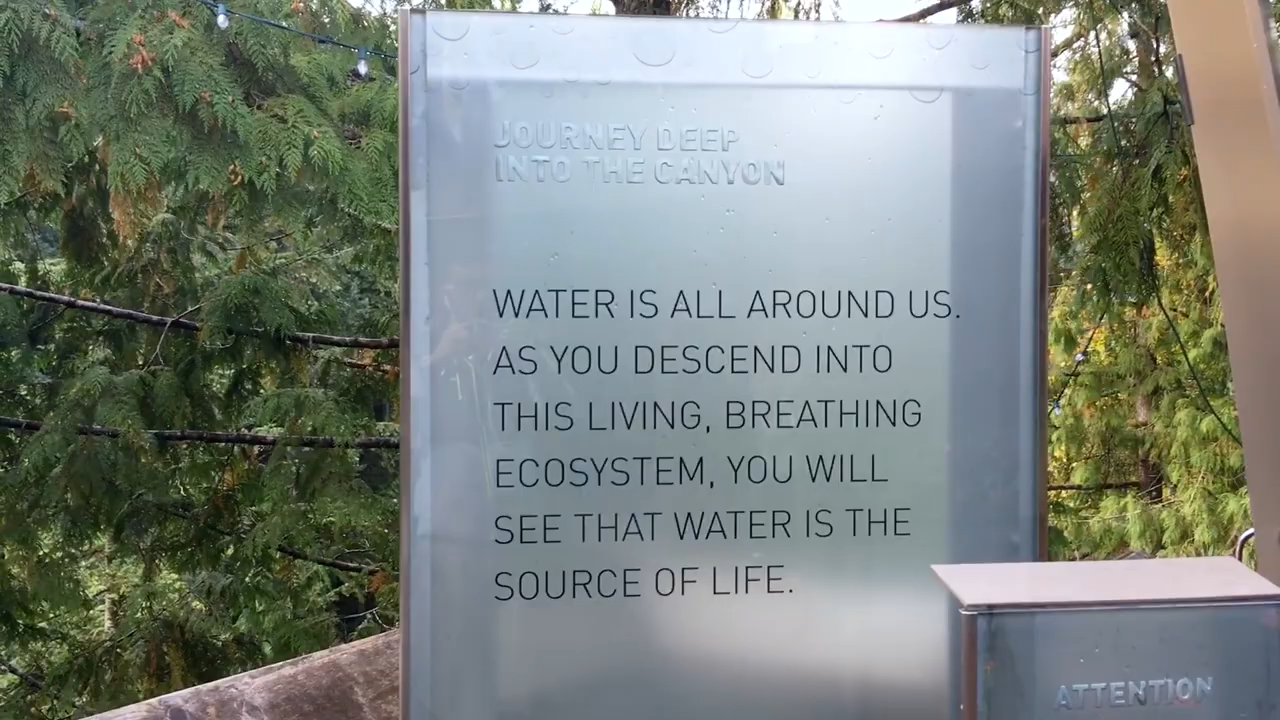 JOURNEY DEEP
INTO THE CANYON
WATER IS ALL AROUND US.
AS YOU DESCEND INTO
THIS LIVING, BREATHING
ECOSYSTEM, YOU WILL
SEE THAT WATER IS THE
SOURCE OF LIFE.
ATTENTION